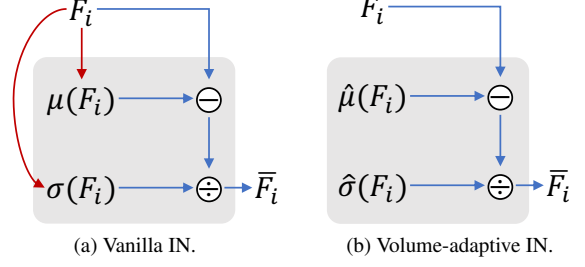 F_i F_i
μ(F_i) ⊖ μ̂(F_i) ⊖
σ(F_i) ⨸ F̅_i σ̂(F_i) ⨸ F̅_i
(a) Vanilla IN. (b) Volume-adaptive IN.